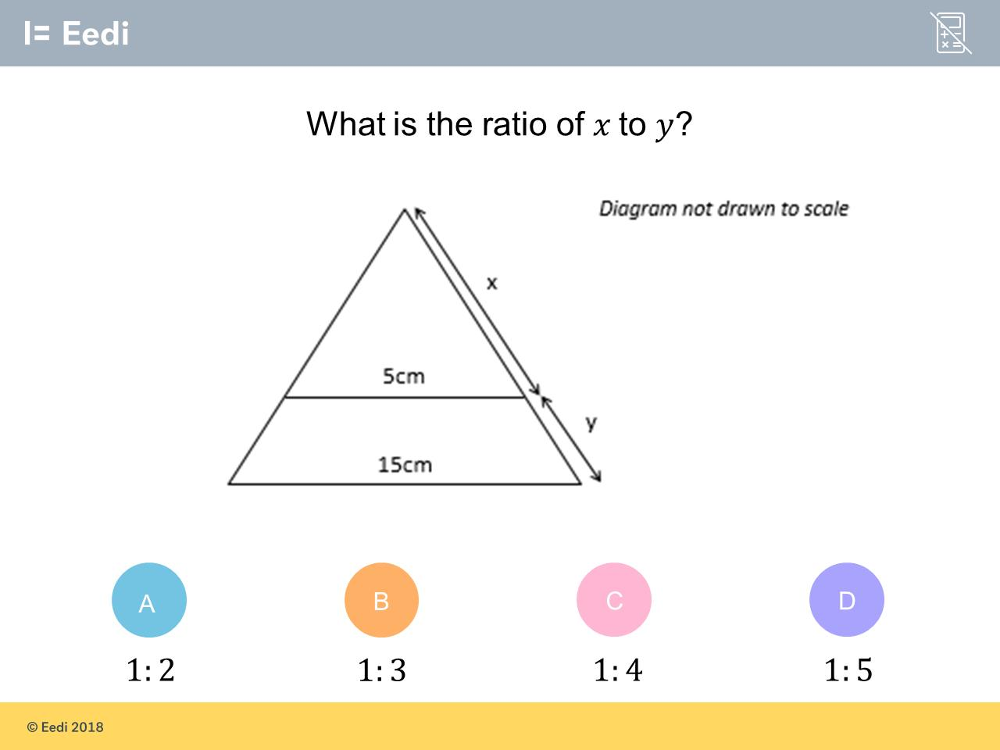 Eedi
What is the ratio of x to y?
Diagram not drawn to scale
x
5cm
y
15cm
A
B
C
D
1:2
1:3
1:4
1:5
© Eedi 2018